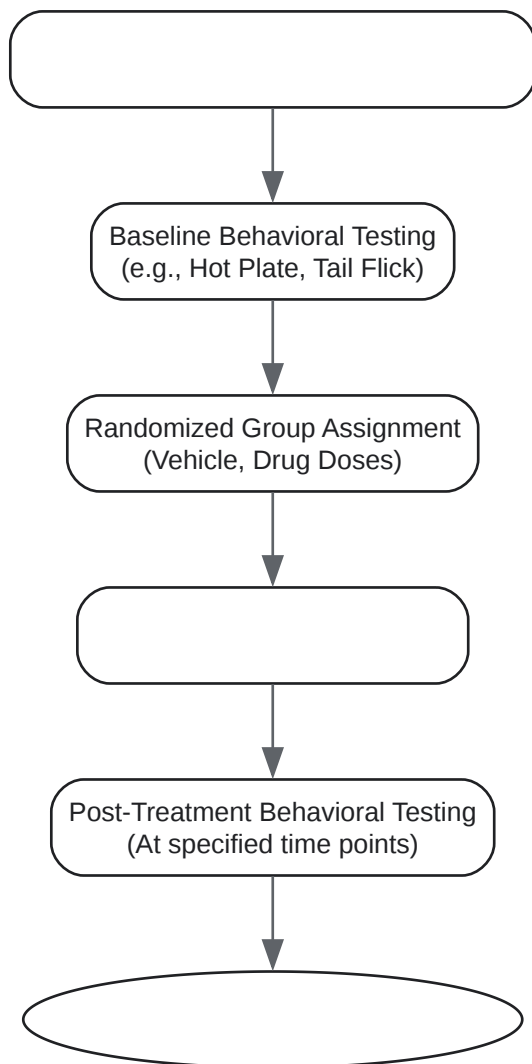 Baseline Behavioral Testing
(e.g., Hot Plate, Tail Flick)
Randomized Group Assignment
(Vehicle, Drug Doses)
Post-Treatment Behavioral Testing
(At specified time points)